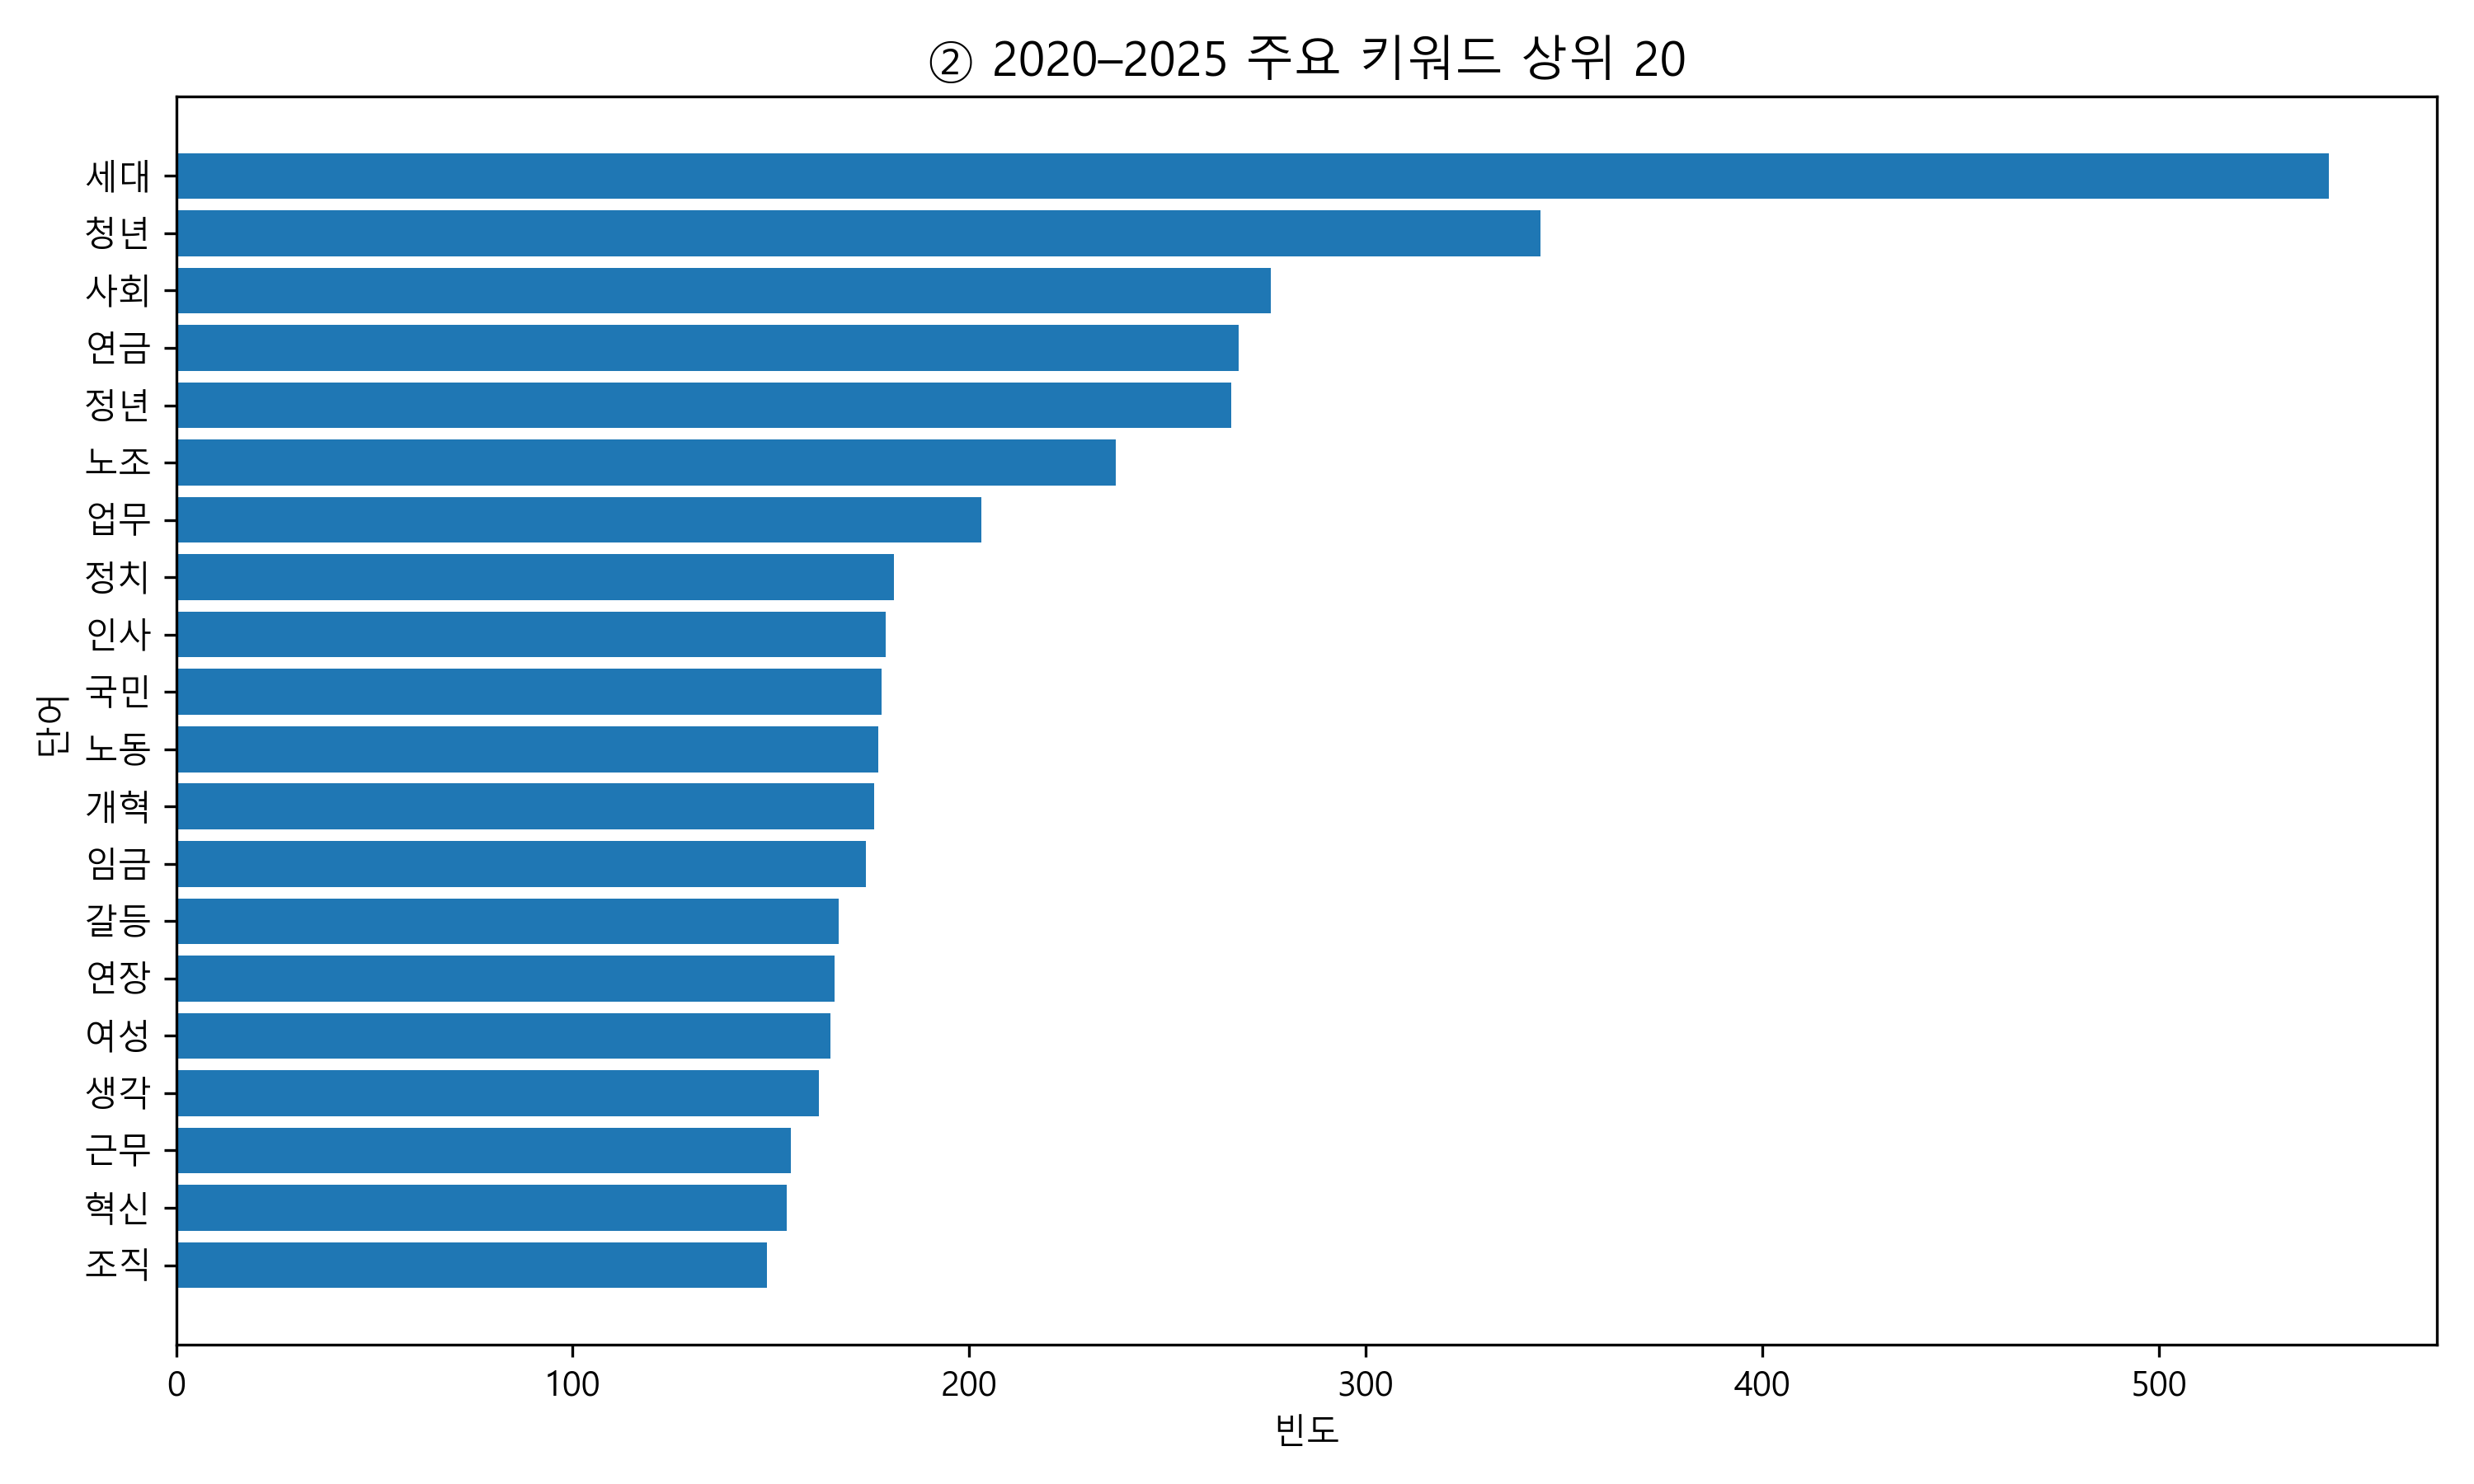 ② 2020–2025 주요 키워드 상위 20
세대
청년
사회
연금
정년
노조
업무
정치
인사
국민
노동
개혁
임금
갈등
연장
여성
생각
근무
혁신
조직
단어
0 100 200 300 400 500
빈도